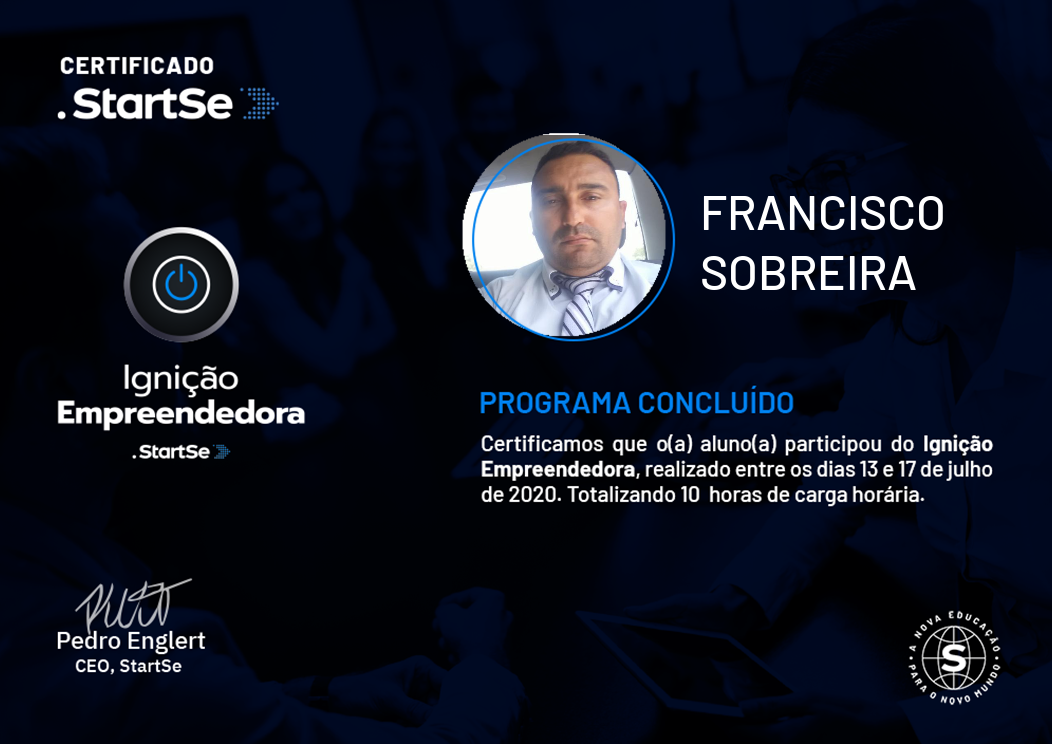 CERTIFICADO
.StartSe
FRANCISCO
SOBREIRA
Ignição
Empreendedora
.StartSe
PROGRAMA CONCLUÍDO
Certificamos que o(a) aluno(a) participou do Ignição
Empreendedora, realizado entre os dias 13 e 17 de julho
de 2020. Totalizando 10 horas de carga horária.
Pedro Englert
CEO, StartSe
A NOVA EDUCAÇÃO
S
PARA O NOVO MUNDO